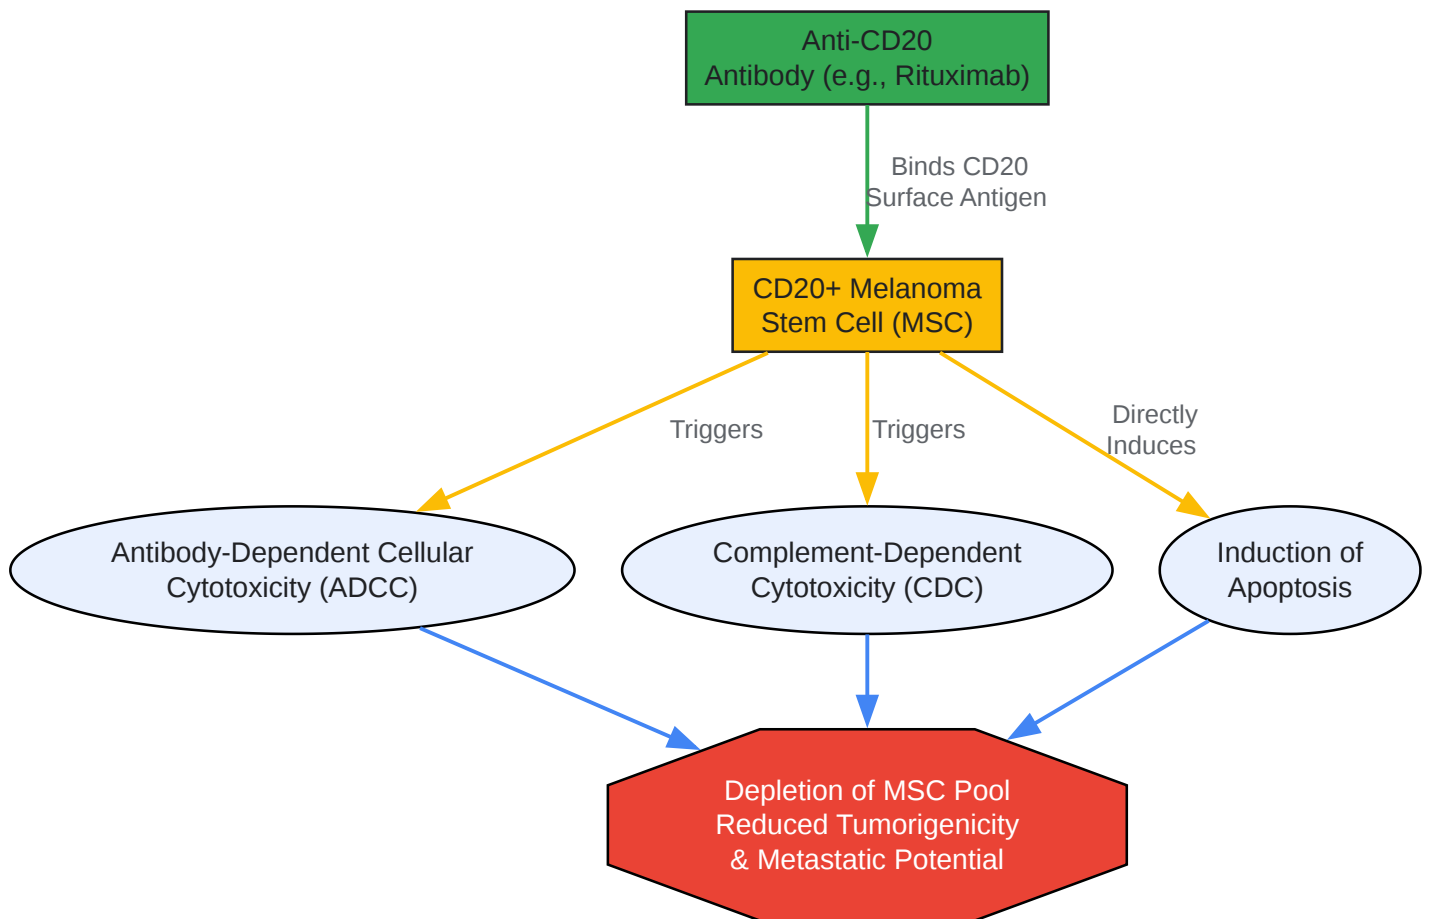 Anti-CD20
Antibody (e.g., Rituximab)
Binds CD20
Surface Antigen
CD20+ Melanoma
Stem Cell (MSC)
Triggers
Triggers
Directly
Induces
Antibody-Dependent Cellular
Cytotoxicity (ADCC)
Complement-Dependent
Cytotoxicity (CDC)
Induction of
Apoptosis
Depletion of MSC Pool
Reduced Tumorigenicity
& Metastatic Potential